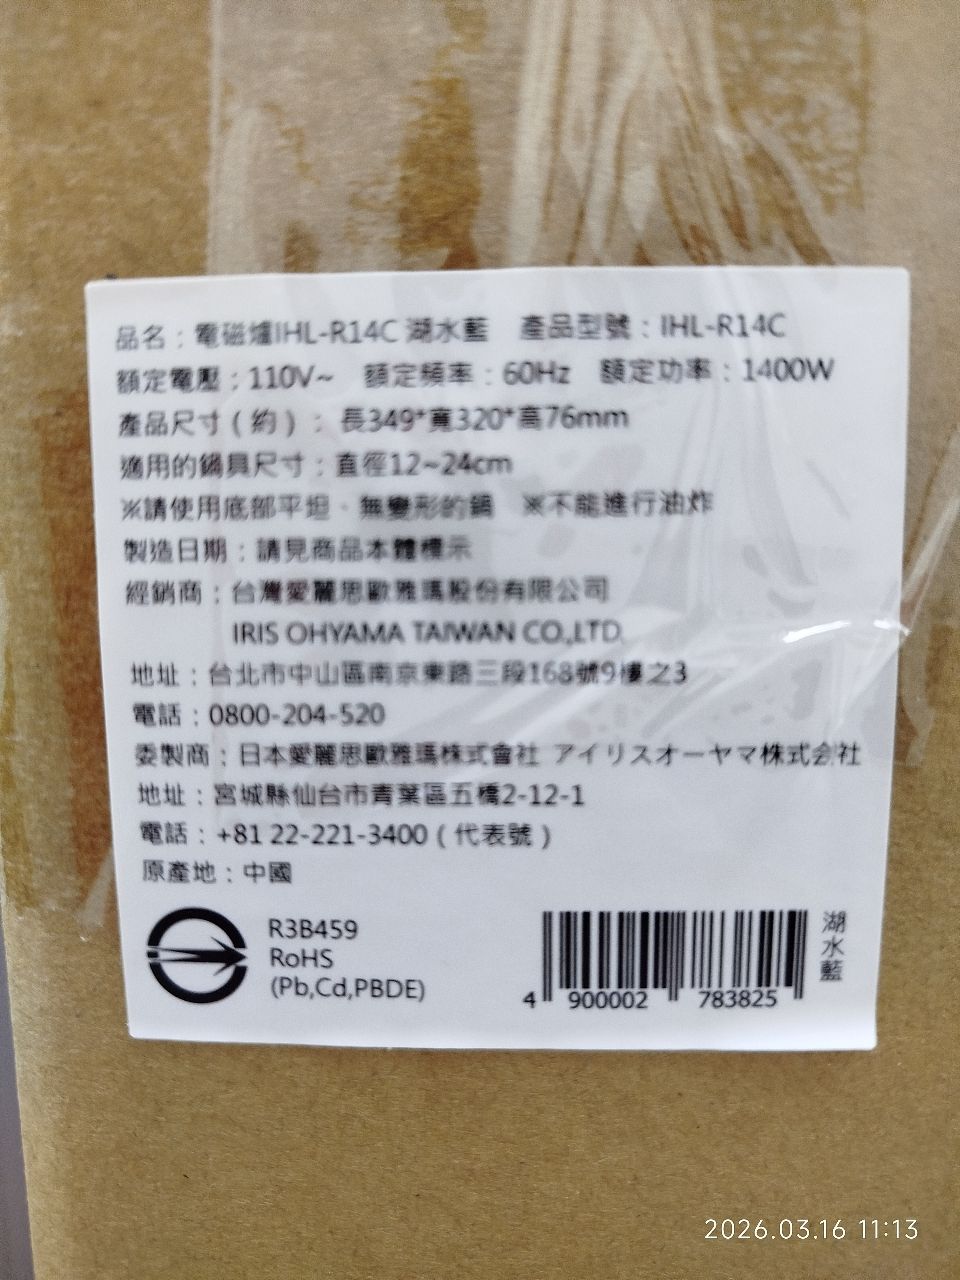 品名：電磁爐IHL-R14C 湖水藍　產品型號：IHL-R14C
額定電壓：110V~　額定頻率：60Hz　額定功率：1400W
產品尺寸（約）：長349*寬320*高76mm
適用的鍋具尺寸：直徑12~24cm
※請使用底部平坦、無變形的鍋　※不能進行油炸
製造日期：請見商品本體標示
經銷商：台灣愛麗思歐雅瑪股份有限公司
IRIS OHYAMA TAIWAN CO.,LTD.
地址：台北市中山區南京東路三段168號9樓之3
電話：0800-204-520
委製商：日本愛麗思歐雅瑪株式會社 アイリスオーヤマ株式会社
地址：宮城縣仙台市青葉區五橋2-12-1
電話：+81 22-221-3400（代表號）
原產地：中國
R3B459
RoHS
(Pb,Cd,PBDE)
4 900002 783825
湖水藍
2026.03.16 11:13